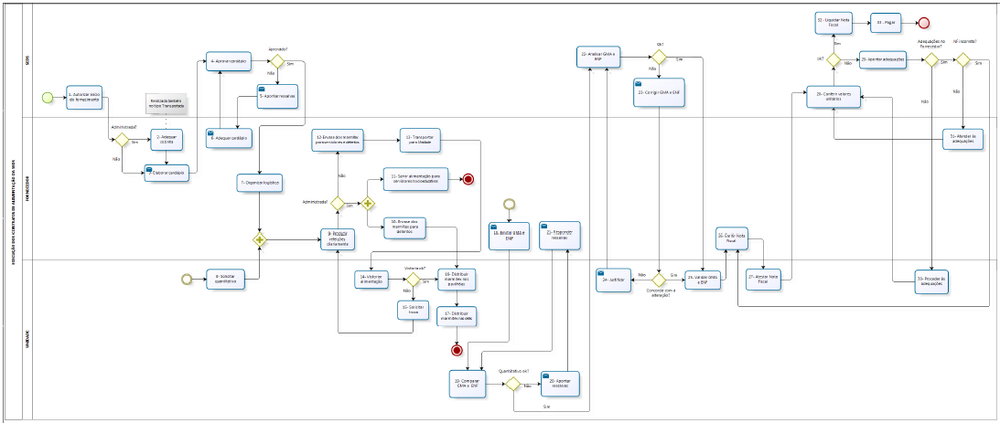 EXECUÇÃO DOS CONTRATOS DE ALIMENTAÇÃO DA SEDS
SEDS
FORNECEDOR
UNIDADE
1- Autorizar início
do fornecimento
Realizada também
no tipo Transportada
Administrada?
Sim
Não
2- Adequar
cozinha
3- Elaborar cardápio
4- Aprovar cardápio
Aprovado?
Sim
Não
5- Apontar ressalvas
6- Adequar cardápio
7- Organizar logística
8- Solicitar
quantitativo
9- Produzir
refeições
diariamente
Administrada?
Sim
Não
12- Envase das marmitas
para servidores e detentos
13- Transportar
para Unidade
11- Servir alimentação para
servidores/socioeducativo
10- Envase das
marmitas para
detentos
14- Vistoriar
alimentação
Vistoria ok?
Sim
Não
15- Solicitar
troca
16- Distribuir
marmitas nos
pavilhões
17- Distribuir
marmitas nas celas
18- Enviar GMA e
ENF
19- Comparar
GMA e ENF
Quantitativo ok?
Não
Sim
20- Apontar
ressalvas
21- Responder
ressalvas
22- Analisar GMA e
ENF
Ok?
Sim
Não
23- Corrigir GMA e ENF
24- Justificar
Não
Sim
Concorda com a
alteração?
25- Validar GMA
e ENF
26- Emitir Nota
Fiscal
27- Atestar Nota
Fiscal
28- Conferir valores
unitários
Ok?
Sim
Não
29- Apontar adequações
Adequações no
Fornecedor?
Sim
Não
NF incorreta?
Sim
Não
30- Proceder às
adequações
31- Atender às
adequações
32- Liquidar Nota
Fiscal
33- Pagar